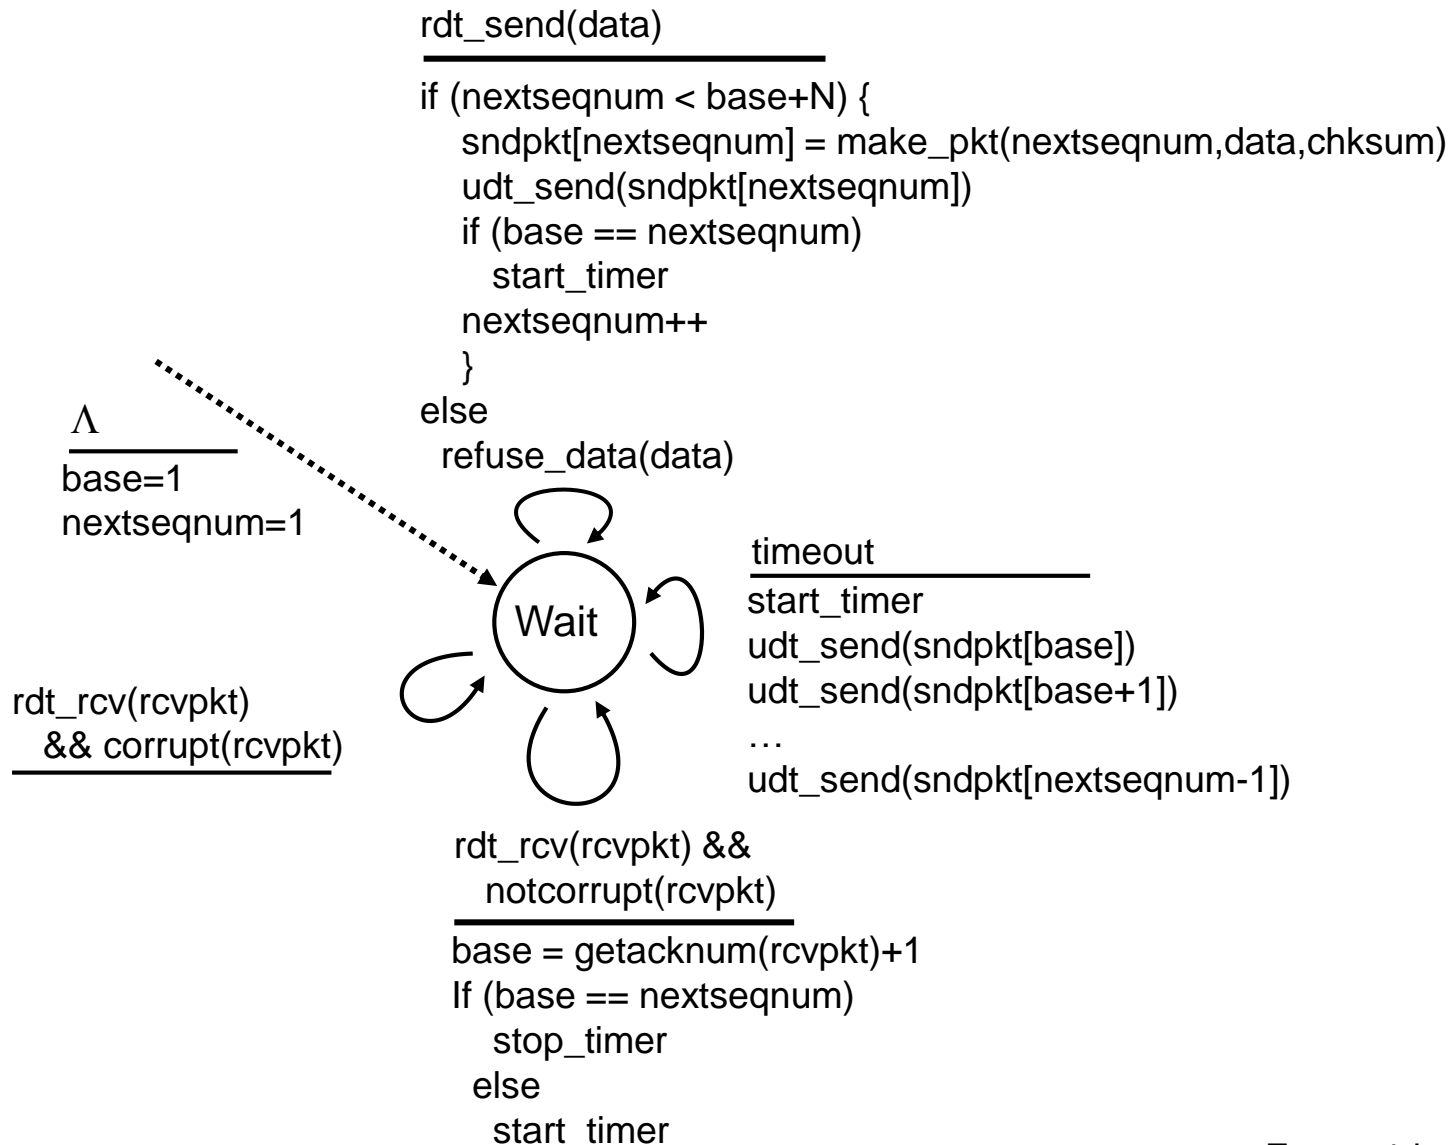 rdt_send(data)
if (nextseqnum < base+N) {
sndpkt[nextseqnum] = make_pkt(nextseqnum,data,chksum)
udt_send(sndpkt[nextseqnum])
if (base == nextseqnum)
start_timer
nextseqnum++
}
else
refuse_data(data)
Λ
base=1
nextseqnum=1
Wait
timeout
start_timer
udt_send(sndpkt[base])
udt_send(sndpkt[base+1])
…
udt_send(sndpkt[nextseqnum-1])
rdt_rcv(rcvpkt)
&& corrupt(rcvpkt)
rdt_rcv(rcvpkt) &&
notcorrupt(rcvpkt)
base = getacknum(rcvpkt)+1
If (base == nextseqnum)
stop_timer
else
start_timer